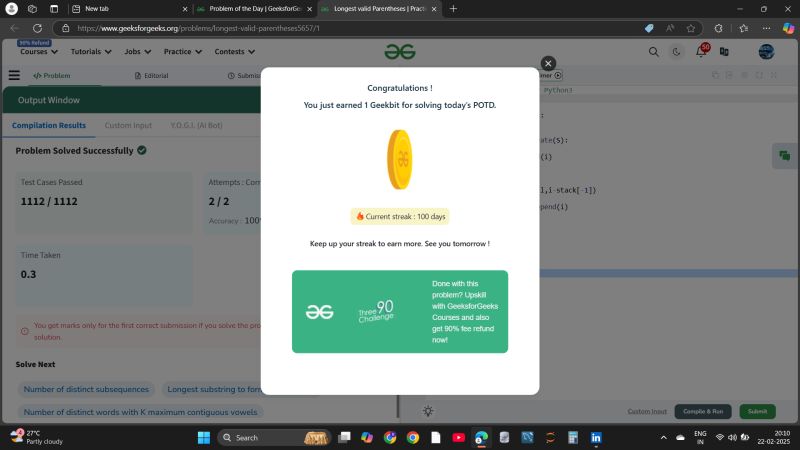 New tab
Problem of the Day | GeeksforGe
Longest valid Parentheses | Practi
https://www.geeksforgeeks.org/problems/longest-valid-parentheses5657/1
90% Refund
Courses
Tutorials
Jobs
Practice
Contests
50
</> Problem
Editorial
Submis
Output Window
Python3
Compilation Results
Custom Input
Y.O.G.I. (AI Bot)
Problem Solved Successfully
Test Cases Passed
1112 / 1112
2 / 2
Time Taken
0.3
You get marks only for the first correct submission if you solve the pro
solution.
Solve Next
Number of distinct subsequences
Longest substring to for
Number of distinct words with K maximum contiguous vowels
ate(S):
(i)
l,i-stack[-1])
pend(i)
Congratulations !
You just earned 1 Geekbit for solving today's POTD.
Current streak : 100 days
Keep up your streak to earn more. See you tomorrow !
Three 90
Challenge
Done with this
problem? Upskill
with GeeksforGeeks
Courses and also
get 90% fee refund
now!
Custom Input
Compile & Run
Submit
4
27°C
Partly cloudy
Search
ENG
IN
20:10
22-02-2025